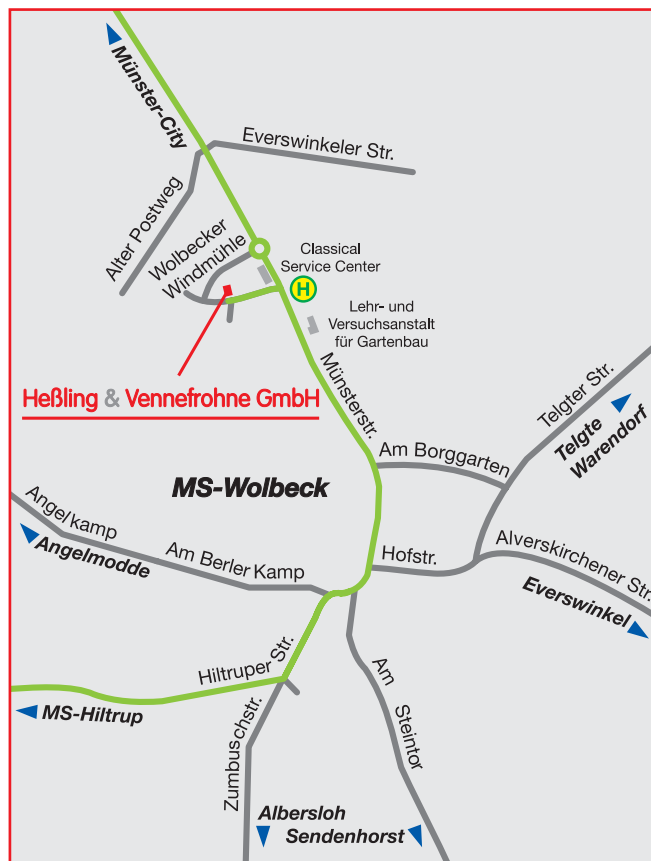 Münster-City
Everswinkeler Str.
Alter Postweg
Wolbecker
Windmühle
Classical
Service Center
H
Lehr- und
Versuchsanstalt
für Gartenbau
Heßling & Vennefrohne GmbH
Münsterstr.
Telgter Str.
Telgte
Warendorf
Am Borggarten
MS-Wolbeck
Angelkamp
Angelmodde
Am Berler Kamp
Hofstr.
Alverskirchener Str.
Everswinkel
Hiltruper Str.
MS-Hiltrup
Zumbuschstr.
Am Steintor
Albersloh
Sendenhorst